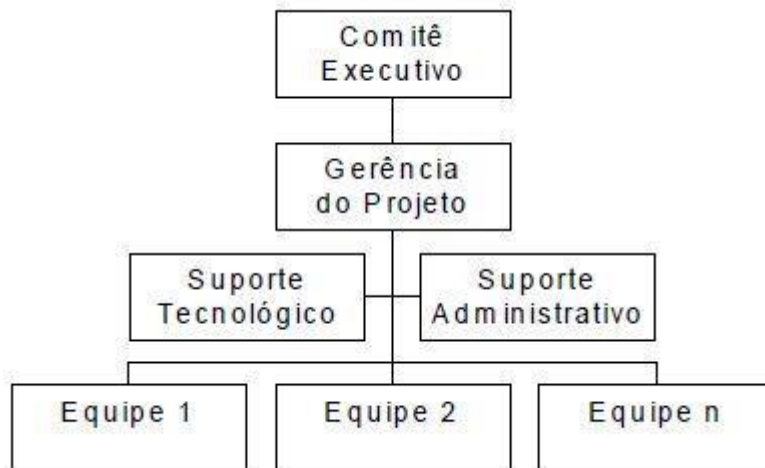 Comitê
Executivo
Gerência
do Projeto
Suporte
Tecnológico
Suporte
Administrativo
Equipe 1
Equipe 2
Equipe n